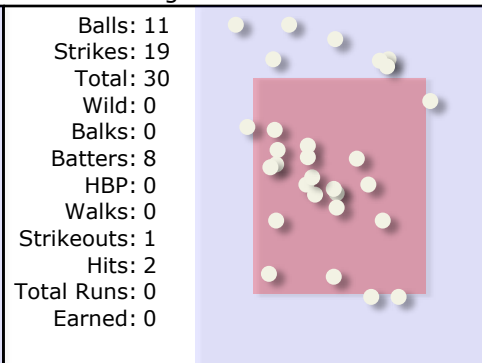 Balls: 11
Strikes: 19
Total: 30
Wild: 0
Balks: 0
Batters: 8
HBP: 0
Walks: 0
Strikeouts: 1
Hits: 2
Total Runs: 0
Earned: 0